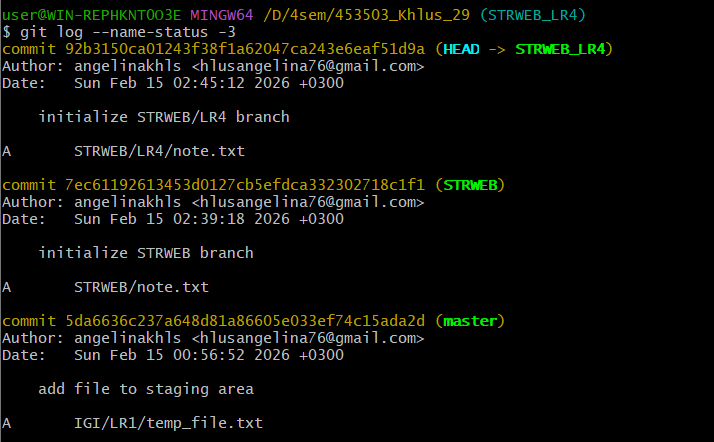 user@WIN-REPHKNTOO3E MINGW64 /D/4sem/453503_Khlus_29 (STRWEB_LR4)
$ git log --name-status -3
commit 92b3150ca01243f38f1a62047ca243e6eaf51d9a (HEAD -> STRWEB_LR4)
Author: angelinakhls <hlusangelina76@gmail.com>
Date:   Sun Feb 15 02:45:12 2026 +0300
    initialize STRWEB/LR4 branch
A       STRWEB/LR4/note.txt
commit 7ec61192613453d0127cb5efdca332302718c1f1 (STRWEB)
Author: angelinakhls <hlusangelina76@gmail.com>
Date:   Sun Feb 15 02:39:18 2026 +0300
    initialize STRWEB branch
A       STRWEB/note.txt
commit 5da6636c237a648d81a86605e033ef74c15ada2d (master)
Author: angelinakhls <hlusangelina76@gmail.com>
Date:   Sun Feb 15 00:56:52 2026 +0300
    add file to staging area
A       IGI/LR1/temp_file.txt